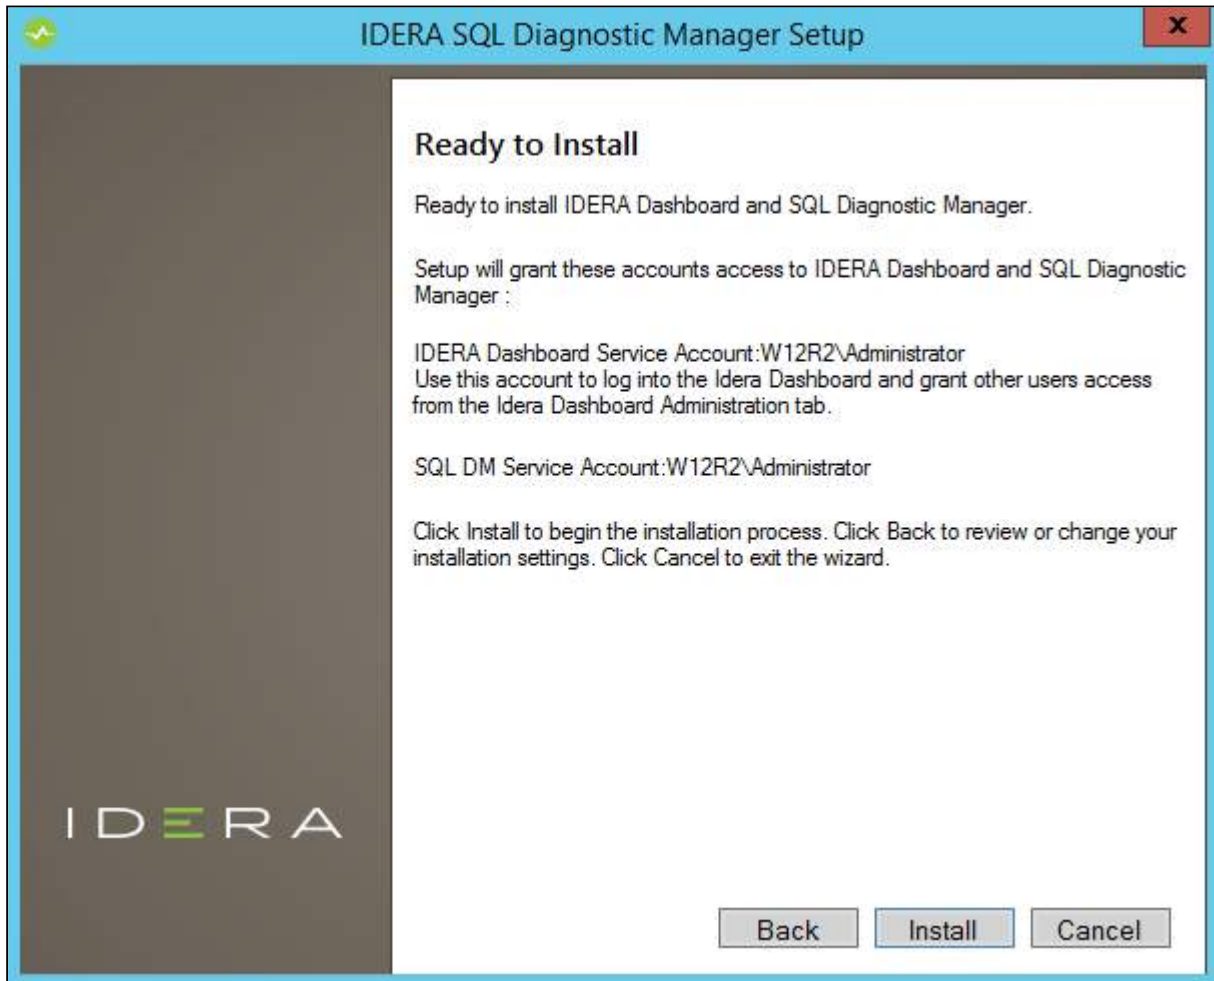 IDERA SQL Diagnostic Manager Setup
x
Ready to Install
Ready to install IDERA Dashboard and SQL Diagnostic Manager.
Setup will grant these accounts access to IDERA Dashboard and SQL Diagnostic
Manager :
IDERA Dashboard Service Account:W12R2\Administrator
Use this account to log into the Idera Dashboard and grant other users access
from the Idera Dashboard Administration tab.
SQL DM Service Account:W12R2\Administrator
Click Install to begin the installation process. Click Back to review or change your
installation settings. Click Cancel to exit the wizard.
IDERA
Back Install Cancel